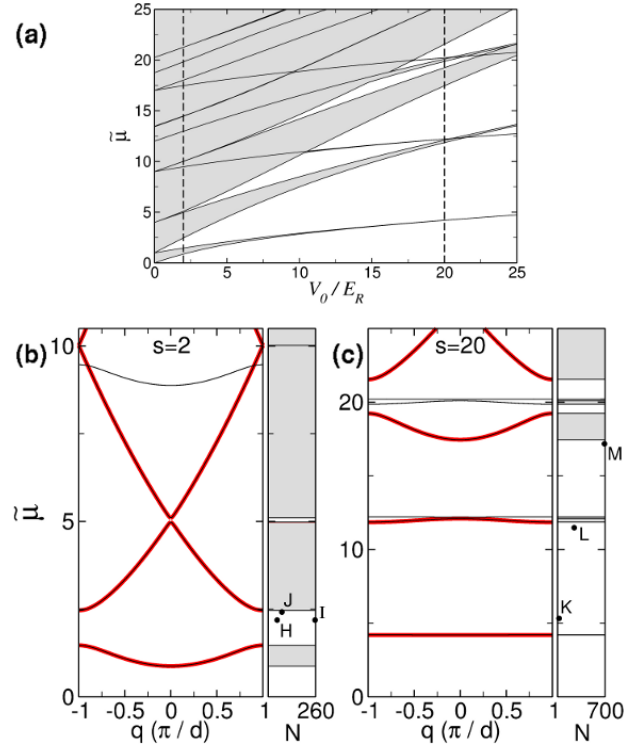 (a)
25
20
15
10
5
0
μ̃
0 5 10 15 20 25
V₀/E_R
(b)
10
5
0
μ̃
s=2
J
H
I
-1 -0.5 0 0.5 1
q (π / d)
1 260
N
(c)
20
10
0
s=20
M
L
K
-1 -0.5 0 0.5 1
q (π / d)
1 700
N